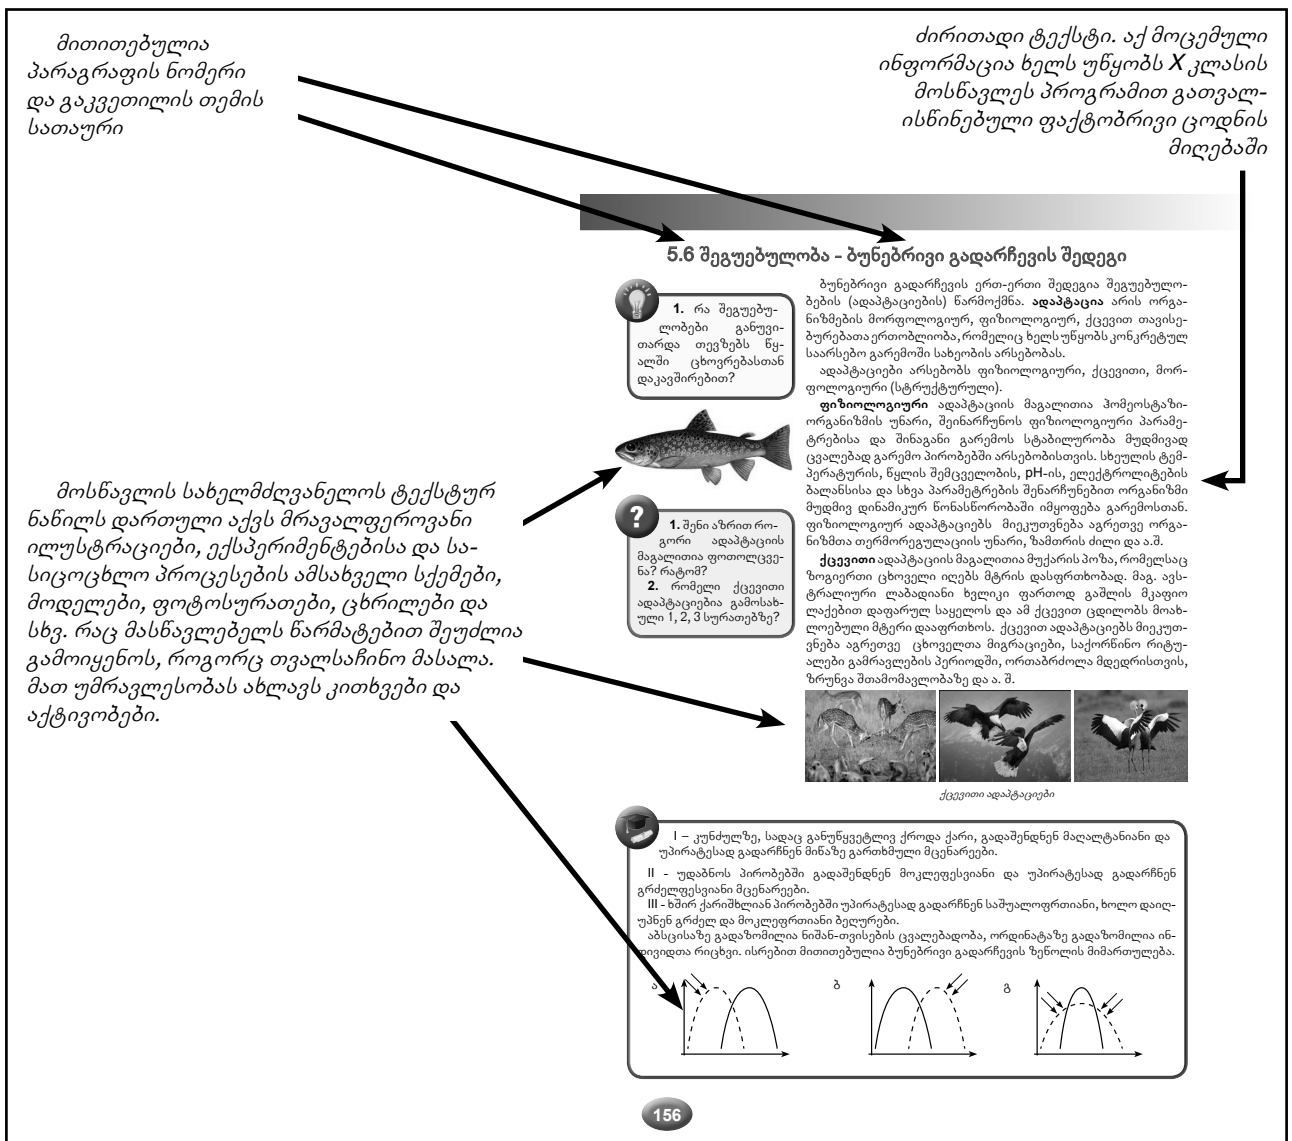 მითითებულია
პარაგრაფის ნომერი
და გაკვეთილის თემის
სათაური
ძირითადი ტექსტი. აქ მოცემული
ინფორმაცია ხელს უწყობს X კლასის
მოსწავლეს პროგრამით გათვალ-
ისწინებული ფაქტობრივი ცოდნის
მიღებაში
5.6 შეგუებულობა - ბუნებრივი გადარჩევის შედეგი
1. რა შეგუებუ-
ლობები განუვი-
თარდა თევზებს წყ-
ალში ცხოვრებასთან
დაკავშირებით?
ბუნებრივი გადარჩევის ერთ-ერთი შედეგია შეგუებულო-
ბების (ადაპტაციების) წარმოქმნა. ადაპტაცია არის ორგა-
ნიზმების მორფოლოგიურ, ფიზიოლოგიურ, ქცევით თავისე-
ბურებათა ერთობლიობა, რომელიც ხელს უწყობს კონკრეტულ
საარსებო გარემოში სახეობის არსებობას.
ადაპტაციები არსებობს ფიზიოლოგიური, ქცევითი, მორ-
ფოლოგიური (სტრუქტურული).
ფიზიოლოგიური ადაპტაციის მაგალითია ჰომეოსტაზი-
ორგანიზმის უნარი, შეინარჩუნოს ფიზიოლოგიური პარამე-
ტრებისა და შინაგანი გარემოს სტაბილურობა მუდმივად
ცვალებად გარემო პირობებში არსებობისთვის. სხეულის ტემ-
პერატურის, წყლის შემცველობის, pH-ის, ელექტროლიტების
ბალანსისა და სხვა პარამეტრების შენარჩუნებით ორგანიზმი
მუდმივ დინამიკურ წონასწორობაში იმყოფება გარემოსთან.
ფიზიოლოგიურ ადაპტაციებს მიეკუთვნება აგრეთვე ორგა-
ნიზმთა თერმორეგულაციის უნარი, ზამთრის ძილი და ა.შ.
ქცევითი ადაპტაციის მაგალითია მუქარის პოზა, რომელსაც
ზოგიერთი ცხოველი იღებს მტრის დასფრთხობად. მაგ. ავს-
ტრალიური ლაბადიანი ხვლიკი ფართოდ გაშლის მკაფიო
ლაქებით დაფარულ საყელოს და ამ ქცევით ცდილობს მოახ-
ლოებული მტერი დააფრთხოს. ქცევით ადაპტაციებს მიეკუთ-
ვნება აგრეთვე ცხოველთა მიგრაციები, საქორწინო რიტუ-
ალები გამრავლების პერიოდში, ორთაბრძოლა მდედრისთვის,
ზრუნვა შთამომავლობაზე და ა. შ.
მოსწავლის სახელმძღვანელოს ტექსტურ
ნაწილს დართული აქვს მრავალფეროვანი
ილუსტრაციები, ექსპერიმენტებისა და სა-
სიცოცხლო პროცესების ამსახველი სქემები,
მოდელები, ფოტოსურათები, ცხრილები და
სხვ. რაც მასწავლებელს წარმატებით შეუძლია
გამოიყენოს, როგორც თვალსაჩინო მასალა.
მათ უმრავლესობას ახლავს კითხვები და
აქტივობები.
?
1. შენი აზრით რო-
გორი ადაპტაციის
მაგალითია ფოთოლცვე-
ნა? რატომ?
2. რომელი ქცევითი
ადაპტაციებია გამოსახ-
ული 1, 2, 3 სურათებზე?
ქცევითი ადაპტაციები
I – კუნძულზე, სადაც განუწყვეტლივ ქროდა ქარი, გადაშენდნენ მაღალტანიანი და
უპირატესად გადარჩნენ მიწაზე გართხმული მცენარეები.
II - უდაბნოს პირობებში გადაშენდნენ მოკლეფესვიანი და უპირატესად გადარჩნენ
გრძელფესვიანი მცენარეები.
III - ხშირ ქარიშხლიან პირობებში უპირატესად გადარჩნენ საშუალოფრთიანი, ხოლო დაიღ-
უპნენ გრძელ და მოკლეფრთიანი ბეღურები.
აბსცისაზე გადაზომილია ნიშან-თვისების ცვალებადობა, ორდინატაზე გადაზომილია ინ-
დივიდთა რიცხვი. ისრებით მითითებულია ბუნებრივი გადარჩევის ზეწოლის მიმართულება.
ა ბ გ
156